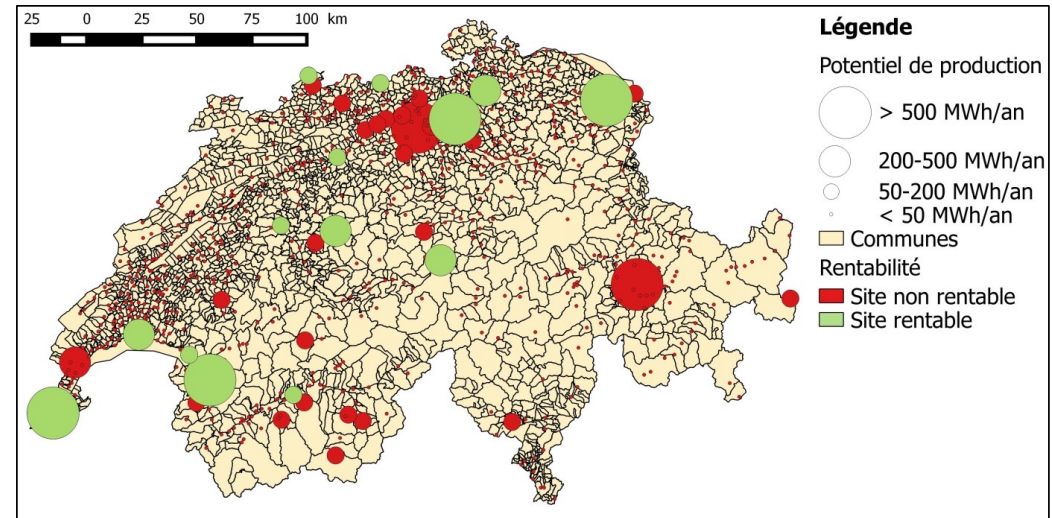 25 0 25 50 75 100 km
Légende
Potentiel de production
> 500 MWh/an
200-500 MWh/an
50-200 MWh/an
< 50 MWh/an
Communes
Rentabilité
Site non rentable
Site rentable